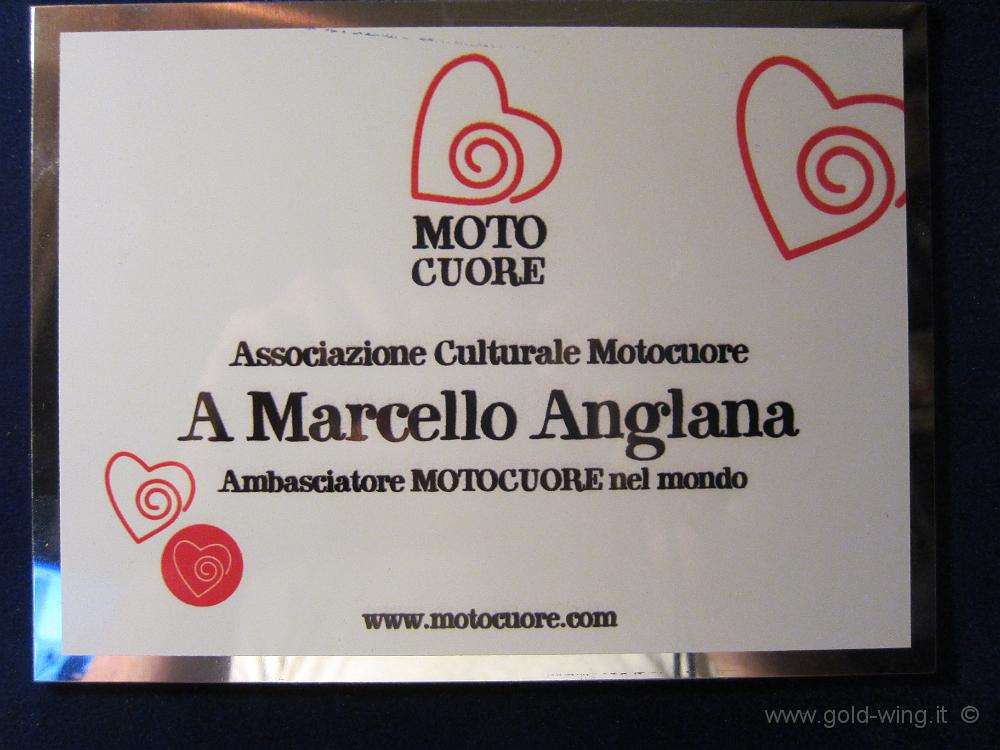 MOTO
CUORE
Associazione Culturale Motocuore
A Marcello Anglana
Ambasciatore MOTOCUORE nel mondo
www.motocuore.com
www.gold-wing.it ©